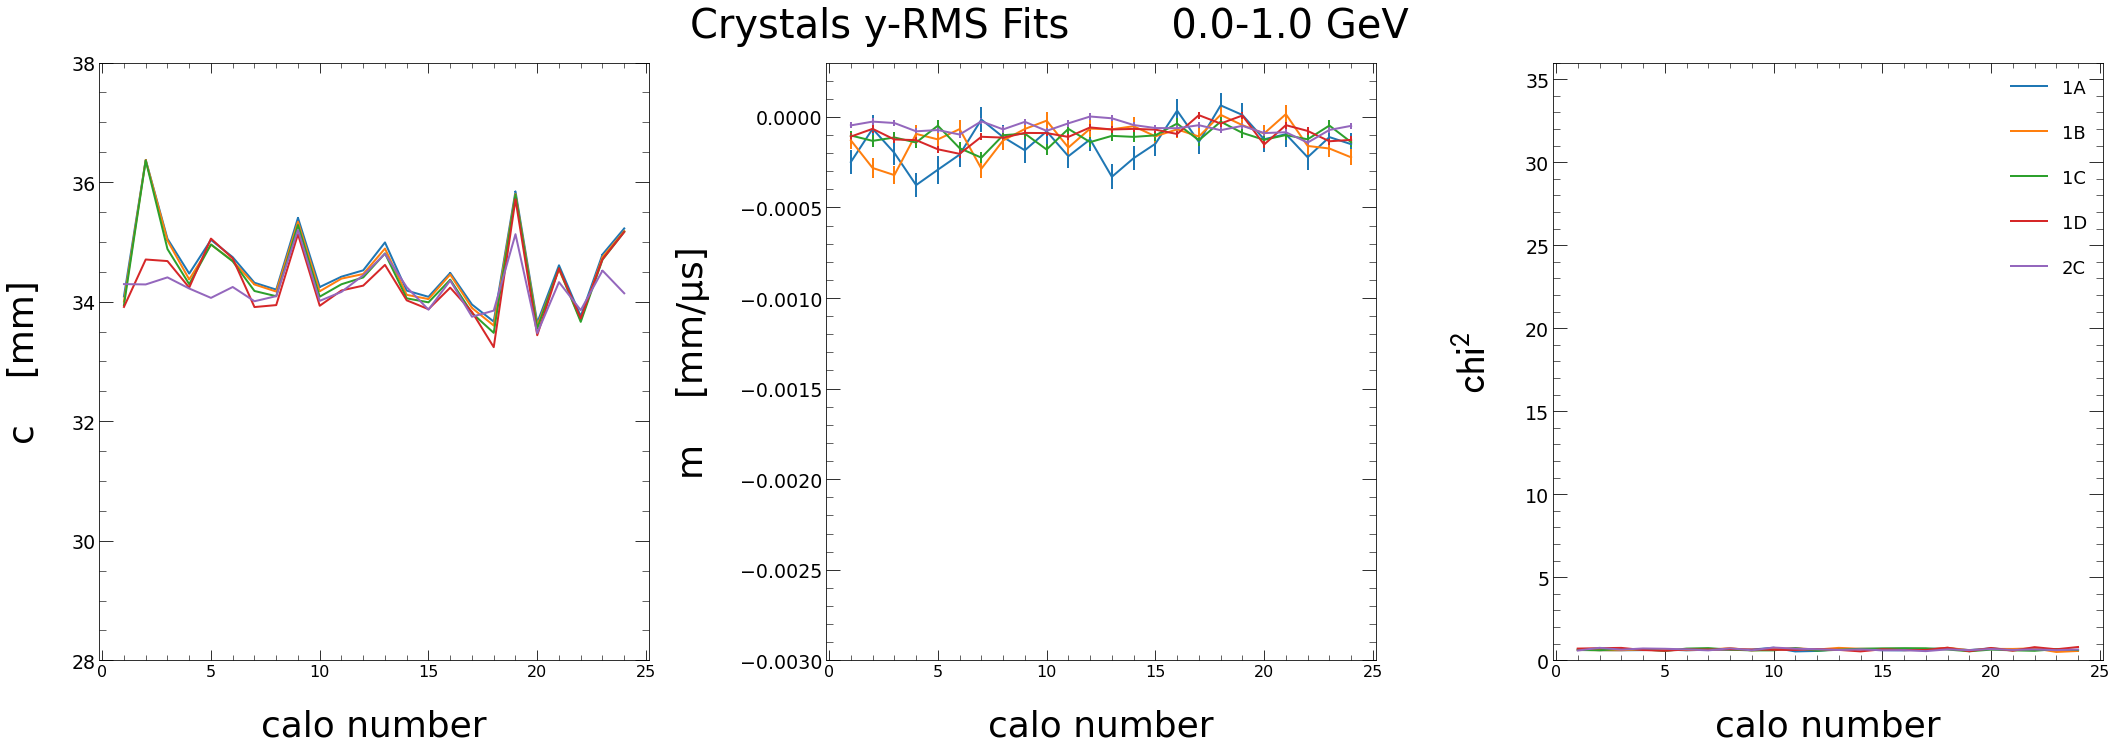 Crystals y-RMS Fits 0.0-1.0 GeV
c [mm]
38
36
34
32
30
28
0 5 10 15 20 25
calo number
m [mm/µs]
0.0000
−0.0005
−0.0010
−0.0015
−0.0020
−0.0025
−0.0030
0 5 10 15 20 25
calo number
chi²
35
30
25
20
15
10
5
0
0 5 10 15 20 25
calo number
1A
1B
1C
1D
2C